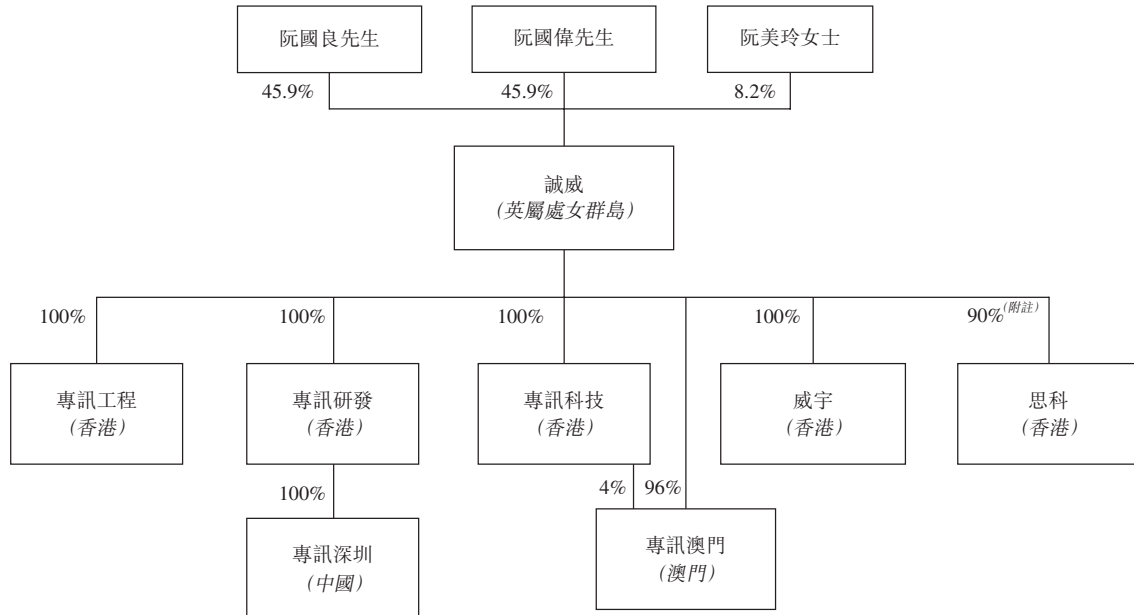 阮國良先生
阮國偉先生
阮美玲女士
45.9%
45.9%
8.2%
誠威
(英屬處女群島)
100%
100%
100%
100%
90%(附註)
專訊工程
(香港)
專訊研發
(香港)
專訊科技
(香港)
威宇
(香港)
思科
(香港)
100%
4%
96%
專訊深圳
(中國)
專訊澳門
(澳門)